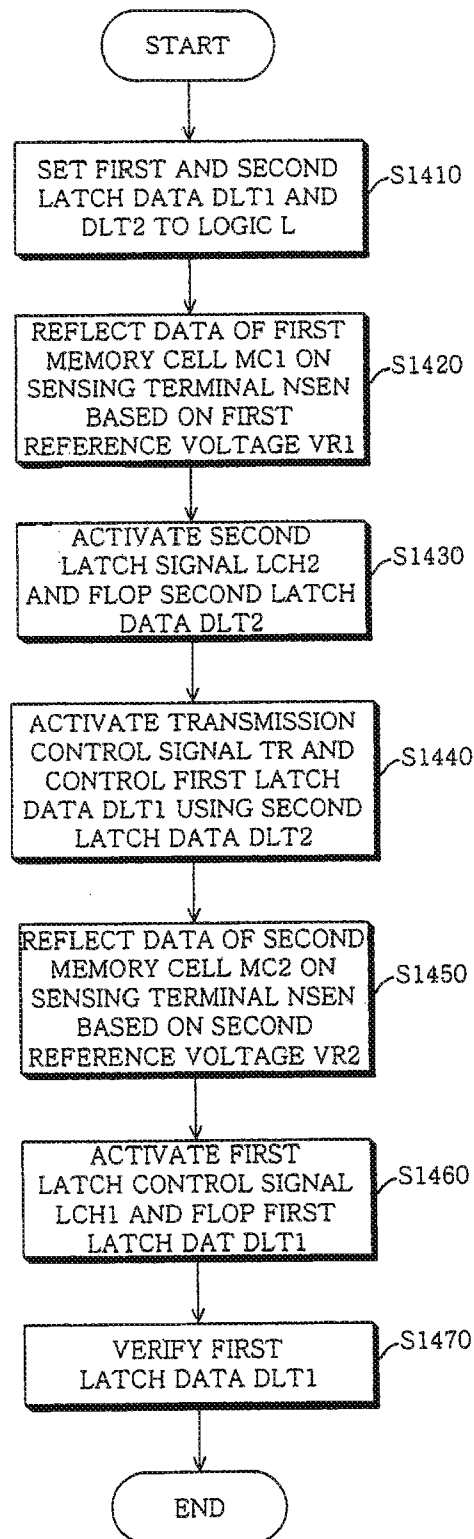 START
SET FIRST AND SECOND
LATCH DATA DLT1 AND
DLT2 TO LOGIC L
S1410
REFLECT DATA OF FIRST
MEMORY CELL MC1 ON
SENSING TERMINAL NSEN
BASED ON FIRST
REFERENCE VOLTAGE VR1
S1420
ACTIVATE SECOND
LATCH SIGNAL LCH2
AND FLOP SECOND LATCH
DATA DLT2
S1430
ACTIVATE TRANSMISSION
CONTROL SIGNAL TR AND
CONTROL FIRST LATCH
DATA DLT1 USING SECOND
LATCH DATA DLT2
S1440
REFLECT DATA OF SECOND
MEMORY CELL MC2 ON
SENSING TERMINAL NSEN
BASED ON SECOND
REFERENCE VOLTAGE VR2
S1450
ACTIVATE FIRST
LATCH CONTROL SIGNAL
LCH1 AND FLOP FIRST
LATCH DAT DLT1
S1460
VERIFY FIRST
LATCH DATA DLT1
S1470
END